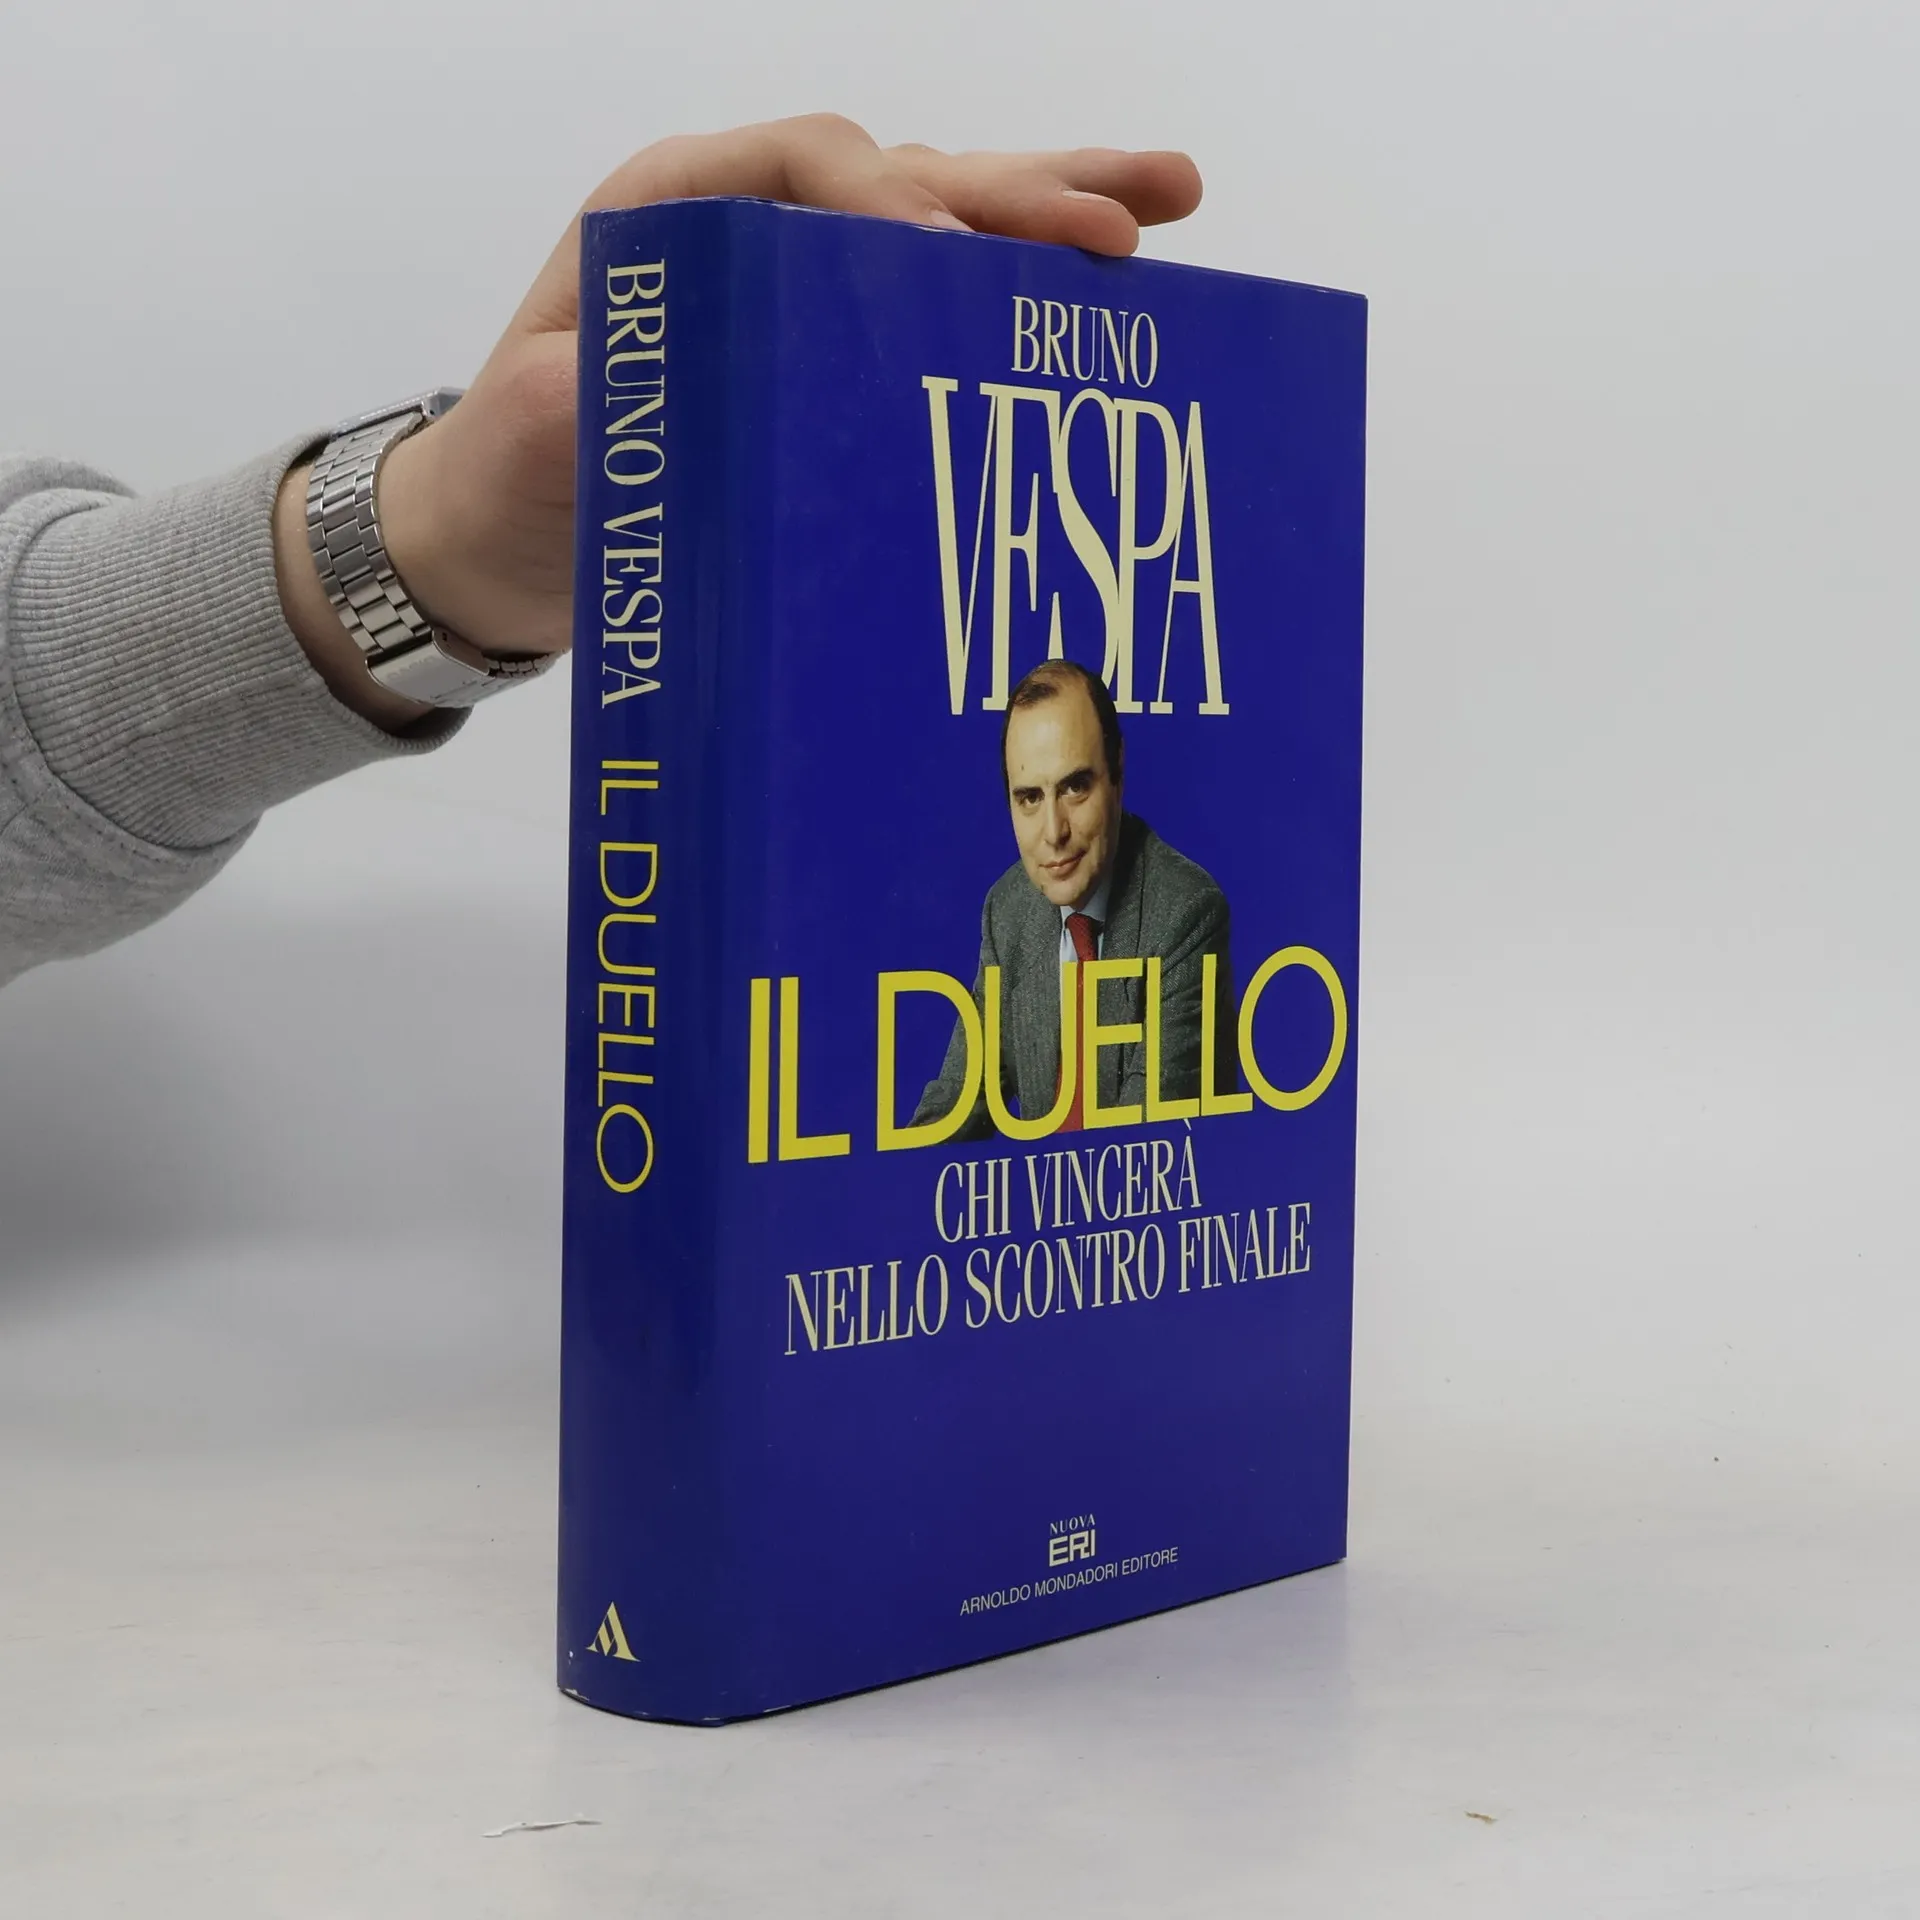 BRUNO VESPA IL DUELLO
BRUNO
VESPA
IL DUELLO
CHI VINCERÀ
NELLO SCONTRO FINALE
NUOVA
ERI
ARNOLDO MONDADORI EDITORE